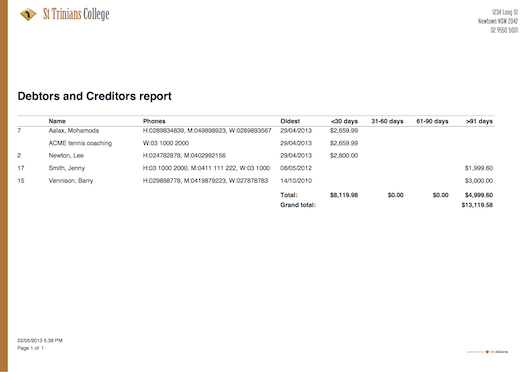 St Trinians College
1234 Long St
Newtown NSW 2042
02 9550 5001
Debtors and Creditors report
Name Phones Oldest <30 days 31-60 days 61-90 days >91 days
7 Aalax, Mohamoda H:0289834839, M:049898923, W:0289893567 29/04/2013 $2,659.99
ACME tennis coaching W:03 1000 2000 29/04/2013 $2,659.99
2 Newton, Lee H:024782878, M:0402992156 29/04/2013 $2,800.00
17 Smith, Jenny H:03 1000 2000, M:0411 111 222, W:03 1000 08/05/2012 $1,999.60
15 Vennison, Barry H:029898778, M:0419879223, W:027878783 14/10/2010 $3,000.00
Total: $8,119.98 $0.00 $0.00 $4,999.60
Grand total: $13,119.58
22/05/2013 5.38 PM
Page 1 of 1